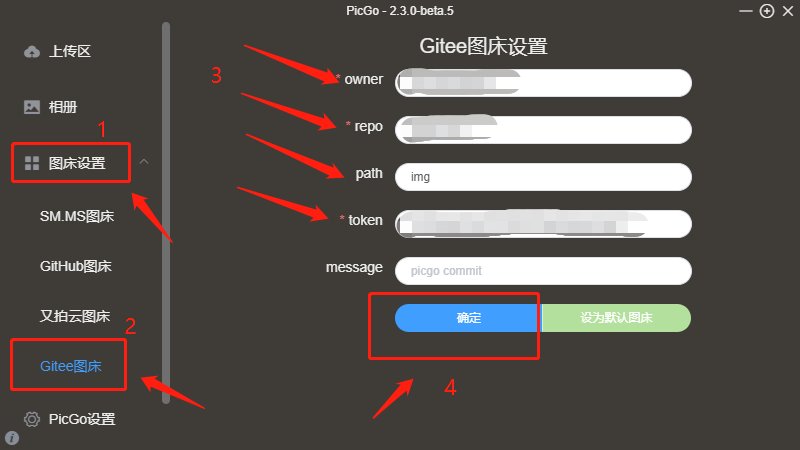 PicGo - 2.3.0-beta.5
上传区
相册
1
图床设置
SM.MS图床
GitHub图床
又拍云图床
2
Gitee图床
PicGo设置
Gitee图床设置
3
* owner
* repo
path
img
* token
message
picgo commit
确定
设为默认图床
4